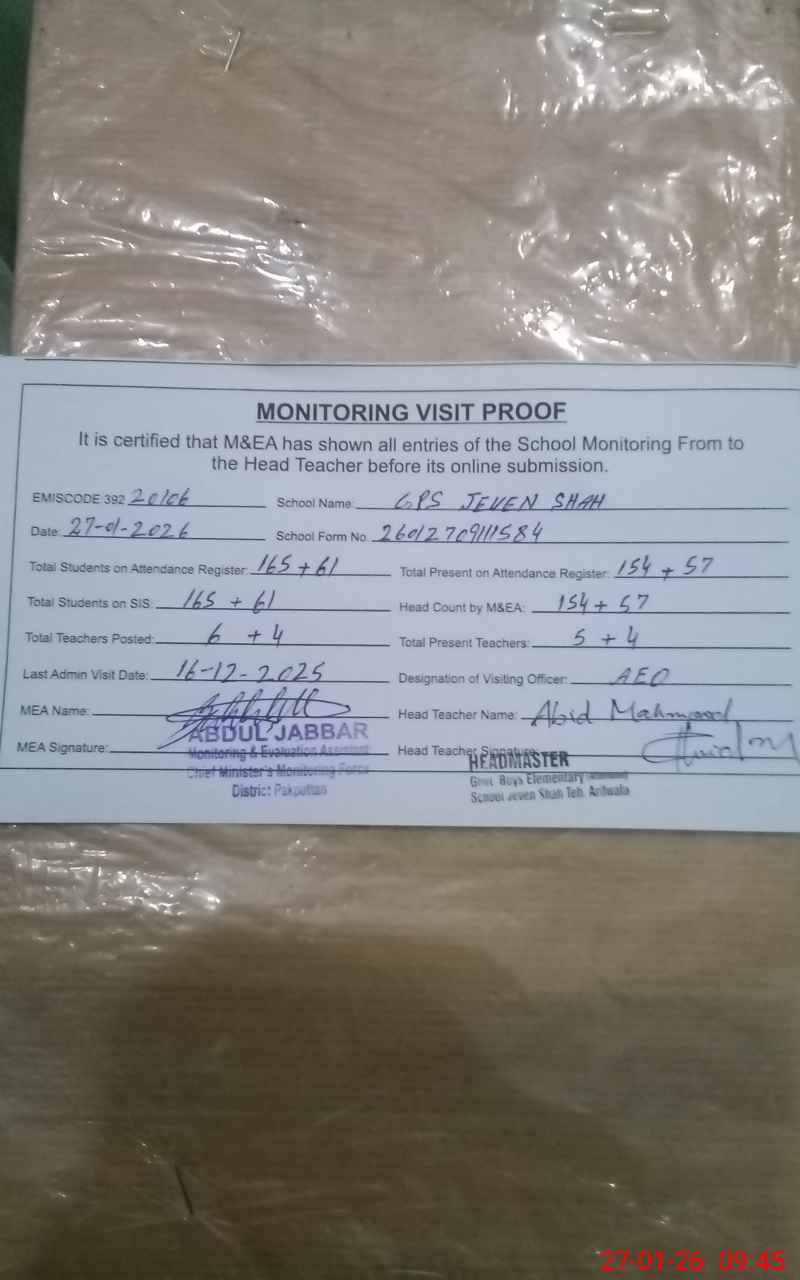 MONITORING VISIT PROOF
It is certified that M&EA has shown all entries of the School Monitoring From to
the Head Teacher before its online submission.
EMISCODE 392 20106 School Name: GPS JEVEN SHAH
Date: 27-01-2026 School Form No. 26012709111584
Total Students on Attendance Register: 165 + 61 Total Present on Attendance Register: 154 + 57
Total Students on SIS: 165 + 61 Head Count by M&EA: 154 + 57
Total Teachers Posted: 6 + 4 Total Present Teachers: 5 + 4
Last Admin Visit Date: 16-12-2025 Designation of Visiting Officer: AEO
MEA Name: Head Teacher Name: Abid Mahmood
ABDUL JABBAR
MEA Signature: Head Teacher Signature:
Monitoring & Evaluation Assistant
Chief Minister's Monitoring Force
District Pakpattan
HEADMASTER
Govt. Boys Elementary
School Jeven Shah Teh. Arifwala
27-01-26 09:45